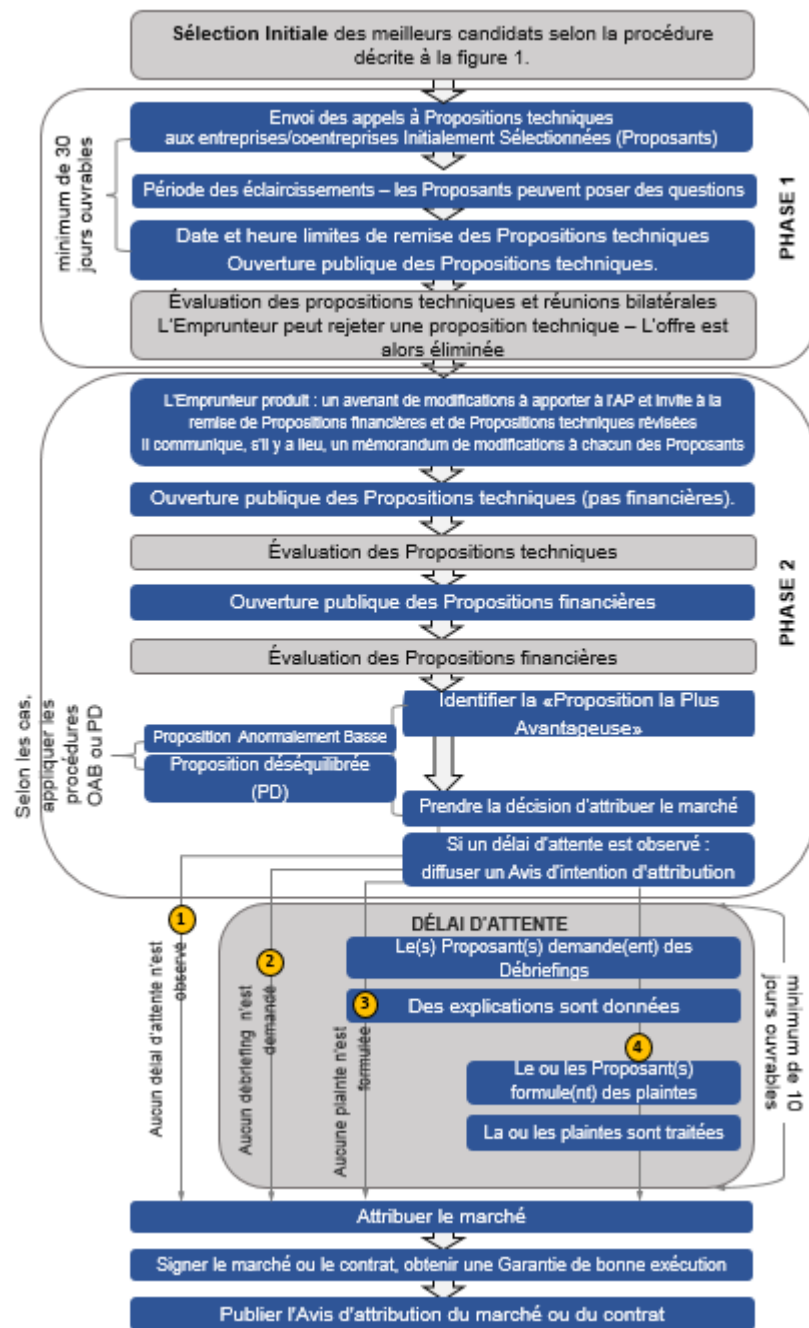 Sélection Initiale des meilleurs candidats selon la procédure
décrite à la figure 1.
PHASE 1
minimum de 30
jours ouvrables
Envoi des appels à Propositions techniques
aux entreprises/coentreprises Initialement Sélectionnées (Proposants)
Période des éclaircissements – les Proposants peuvent poser des questions
Date et heure limites de remise des Propositions techniques
Ouverture publique des Propositions techniques.
Évaluation des propositions techniques et réunions bilatérales
L'Emprunteur peut rejeter une proposition technique – L'offre est
alors éliminée
PHASE 2
L'Emprunteur produit : un avenant de modifications à apporter à l'AP et invite à la
remise de Propositions financières et de Propositions techniques révisées
Il communique, s'il y a lieu, un mémorandum de modifications à chacun des Proposants
Ouverture publique des Propositions techniques (pas financières).
Évaluation des Propositions techniques
Ouverture publique des Propositions financières
Évaluation des Propositions financières
Selon les cas,
appliquer les
procédures
OAB ou PD
Identifier la «Proposition la Plus
Avantageuse»
Proposition Anormalement Basse
Proposition déséquilibrée
(PD)
Prendre la décision d'attribuer le marché
Si un délai d'attente est observé :
diffuser un Avis d'intention d'attribution
1
Aucun délai d'attente n'est
observé
2
Aucun débriefing n'est
demandé
3
Aucune plainte n'est
formulée
4
DÉLAI D'ATTENTE
Le(s) Proposant(s) demande(ent) des
Débriefings
Des explications sont données
Le ou les Proposant(s)
formule(nt) des plaintes
La ou les plaintes sont traitées
minimum de 10
jours ouvrables
Attribuer le marché
Signer le marché ou le contrat, obtenir une Garantie de bonne exécution
Publier l'Avis d'attribution du marché ou du contrat